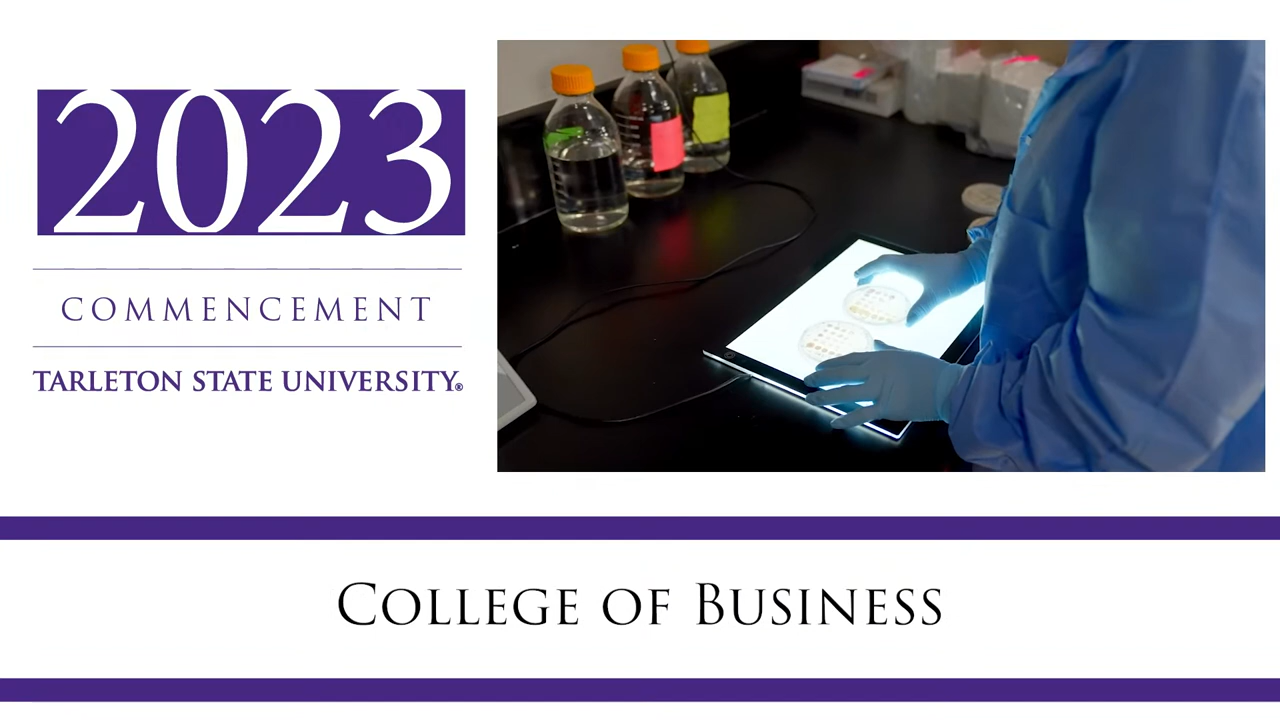 2023
COMMENCEMENT
TARLETON STATE UNIVERSITY®
COLLEGE OF BUSINESS